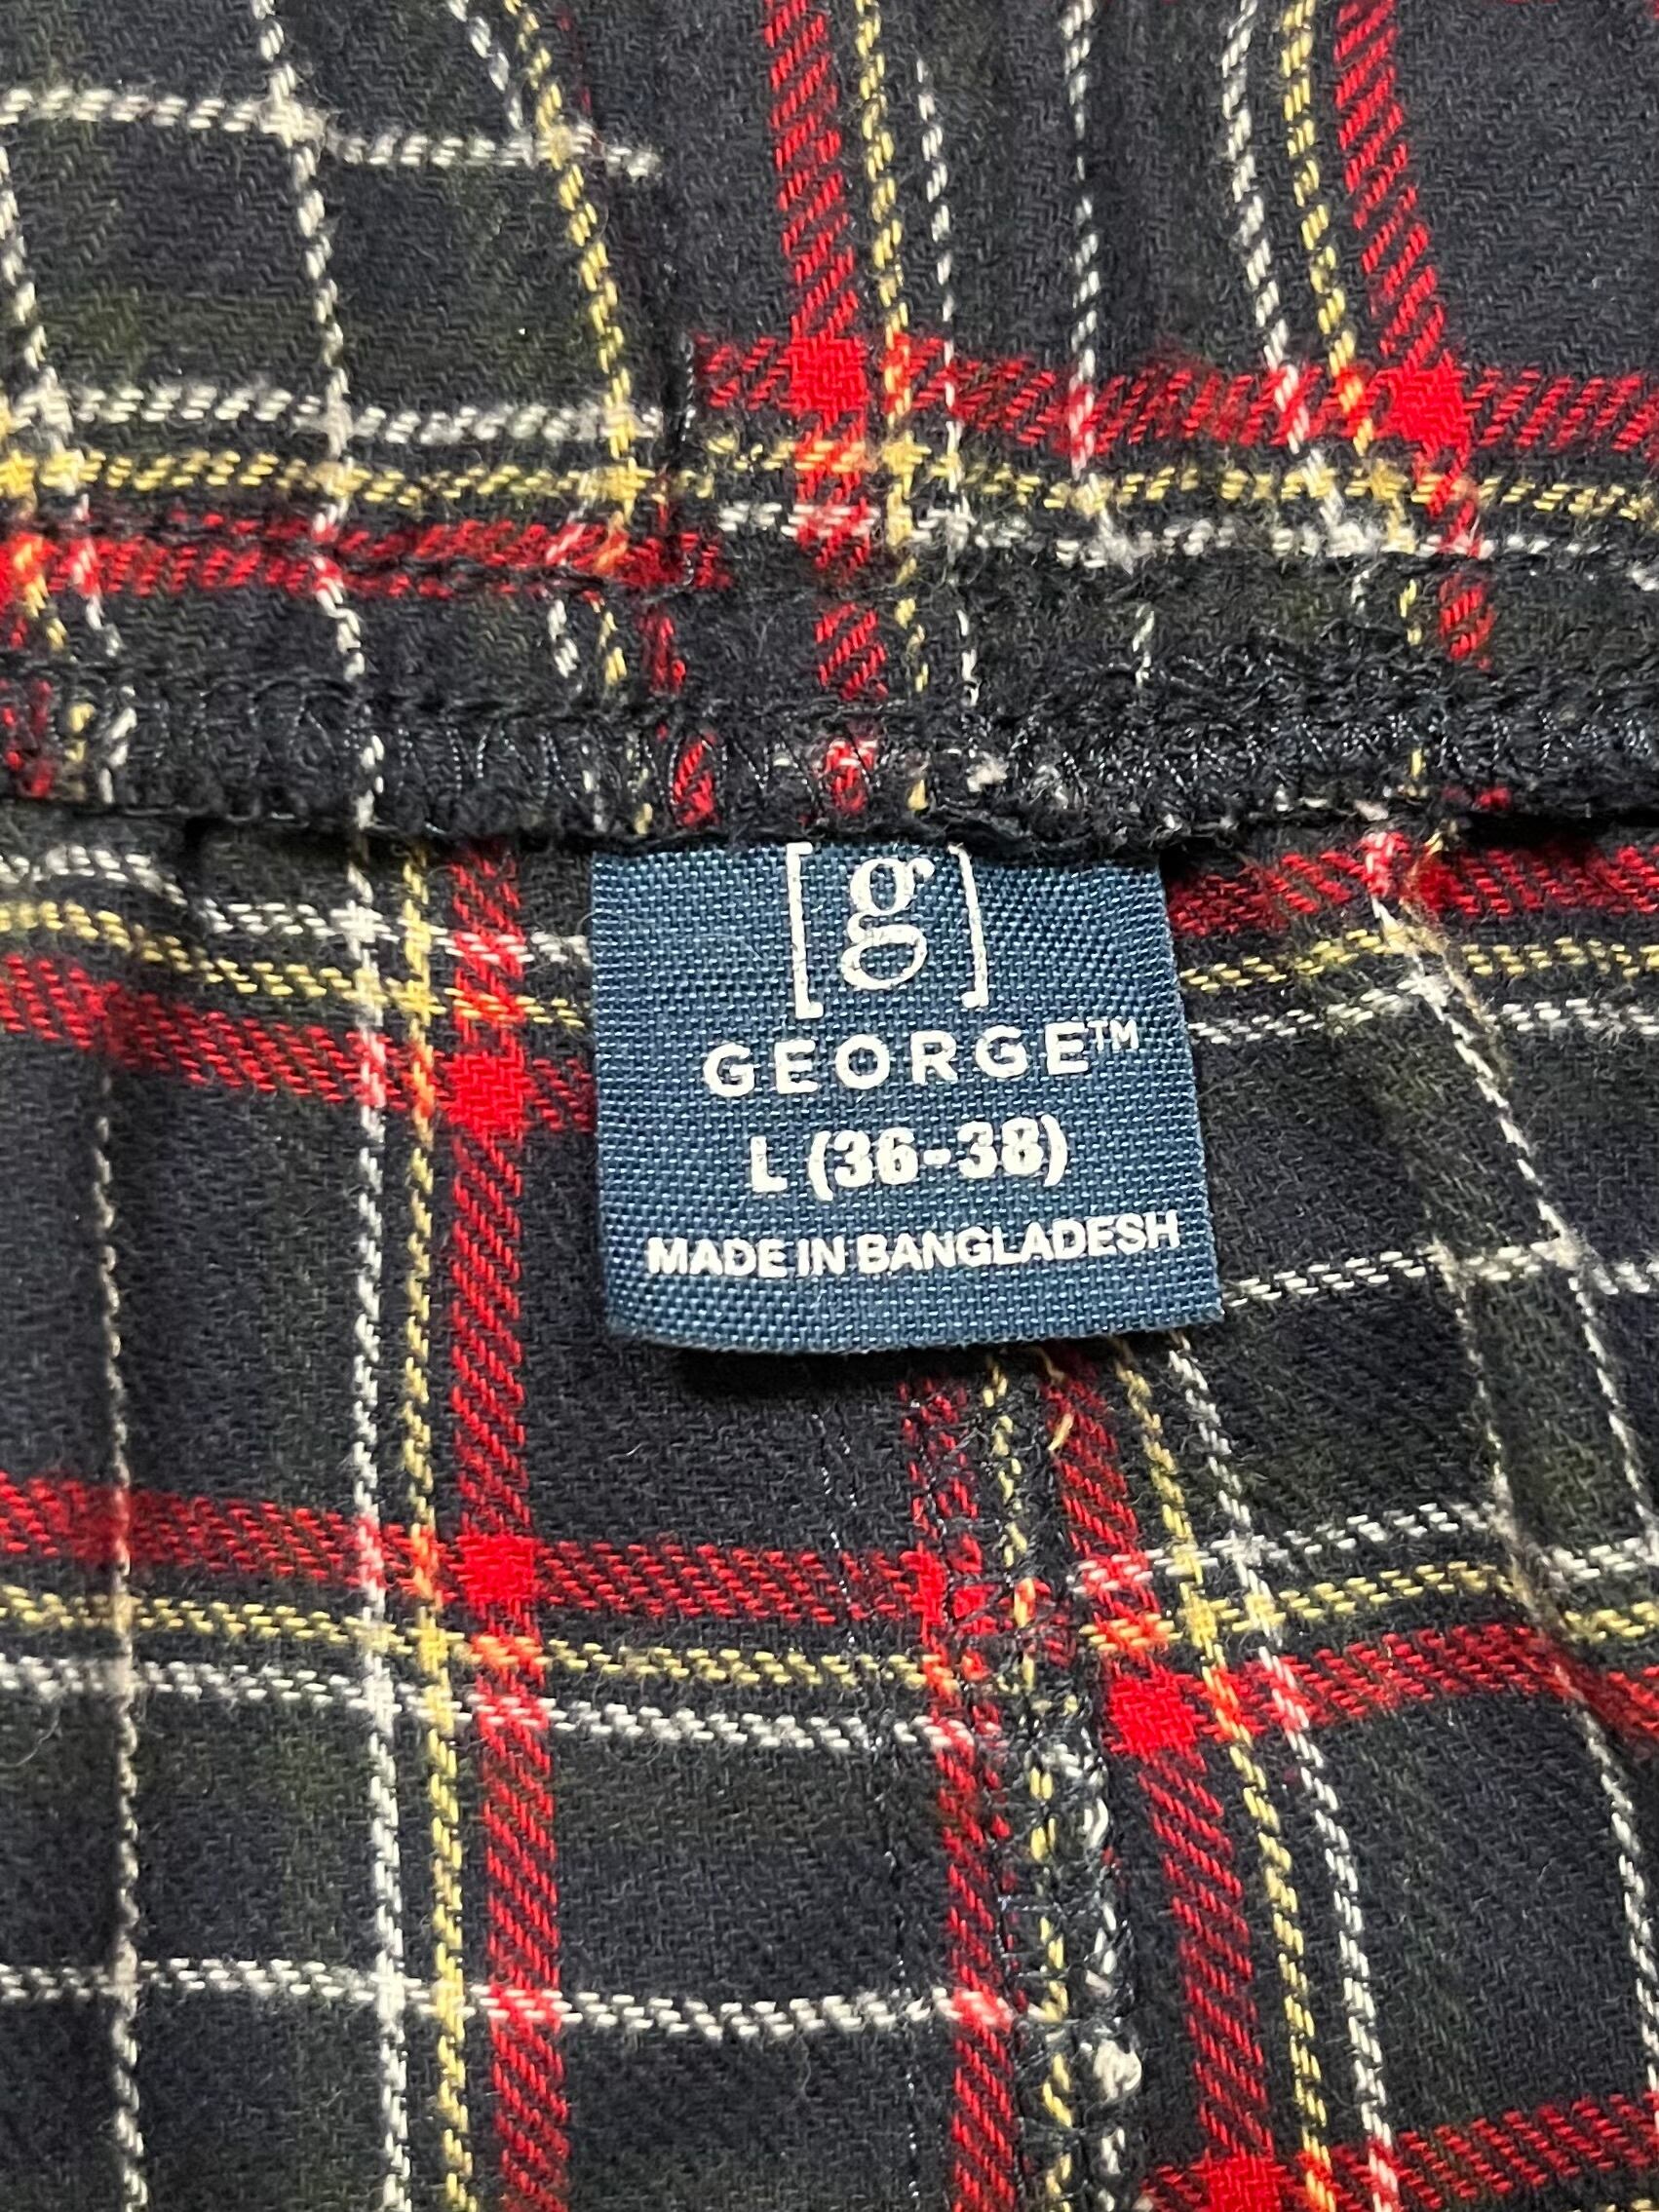 [g]
GEORGE™
L (36-38)
MADE IN BANGLADESH